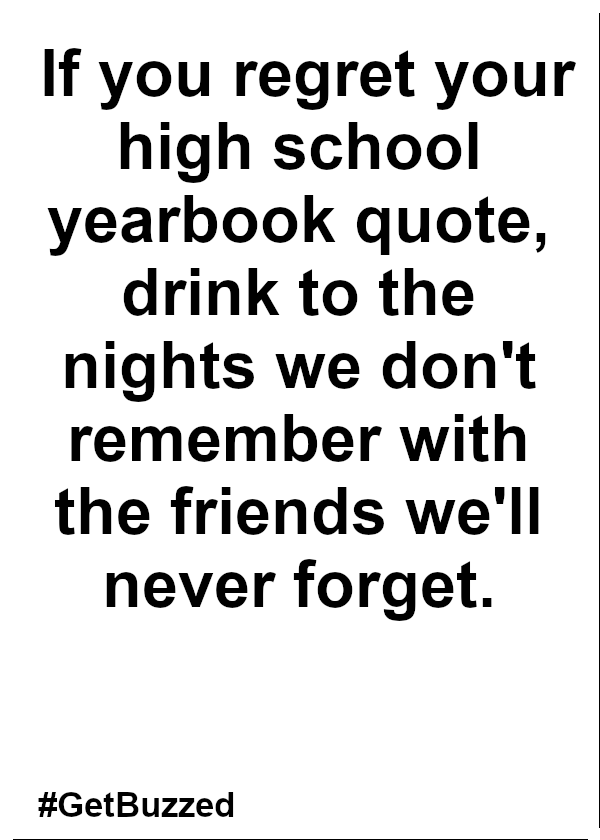 If you regret your
high school
yearbook quote,
drink to the
nights we don't
remember with
the friends we'll
never forget.
#GetBuzzed